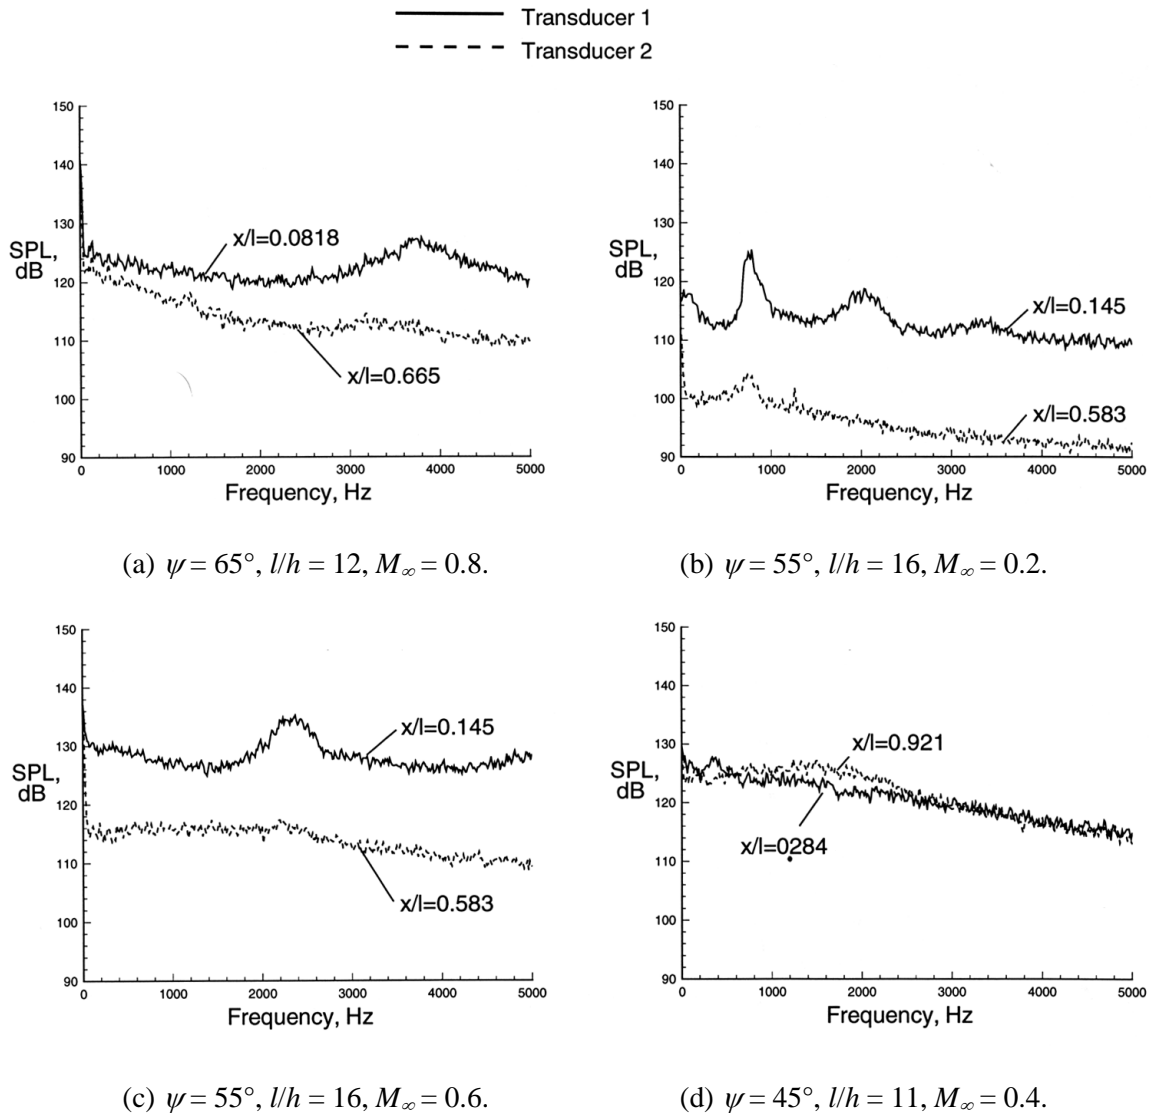 Transducer 1
Transducer 2
150
140
130
120
110
100
90
SPL,
dB
x/l=0.0818
x/l=0.665
0 1000 2000 3000 4000 5000
Frequency, Hz
(a) ψ = 65°, l/h = 12, M∞ = 0.8.
150
140
130
120
110
100
90
SPL,
dB
x/l=0.145
x/l=0.583
0 1000 2000 3000 4000 5000
Frequency, Hz
(b) ψ = 55°, l/h = 16, M∞ = 0.2.
150
140
130
120
110
100
90
SPL,
dB
x/l=0.145
x/l=0.583
0 1000 2000 3000 4000 5000
Frequency, Hz
(c) ψ = 55°, l/h = 16, M∞ = 0.6.
150
140
130
120
110
100
90
SPL,
dB
x/l=0.921
x/l=0284
0 1000 2000 3000 4000 5000
Frequency, Hz
(d) ψ = 45°, l/h = 11, M∞ = 0.4.